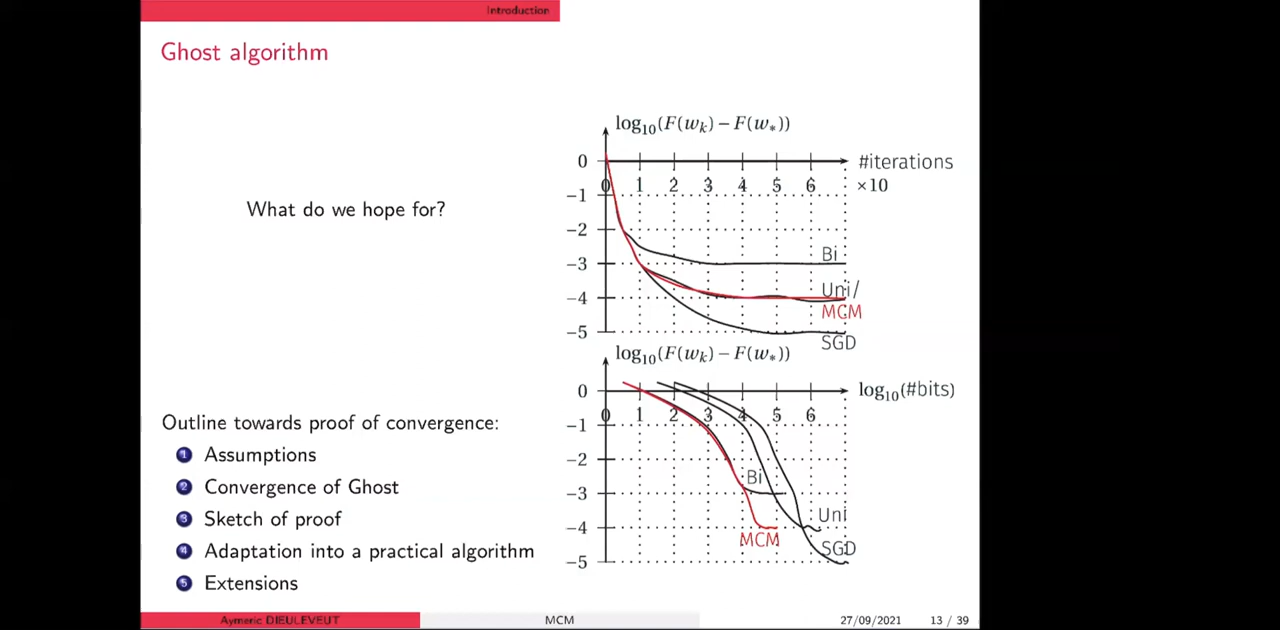 Introduction
Ghost algorithm
What do we hope for?
log₁₀(F(wₖ) − F(w*))
0
#iterations
0 1 2 3 4 5 6
×10
−1
−2
Bi
−3
Uni/
−4
MCM
−5
SGD
log₁₀(F(wₖ) − F(w*))
0
log₁₀(#bits)
0 1 2 3 4 5 6
−1
−2
Bi
−3
Uni
−4
MCM
SGD
−5
Outline towards proof of convergence:
1 Assumptions
2 Convergence of Ghost
3 Sketch of proof
4 Adaptation into a practical algorithm
5 Extensions
Aymeric DIEULEVEUT MCM 27/09/2021 13 / 39